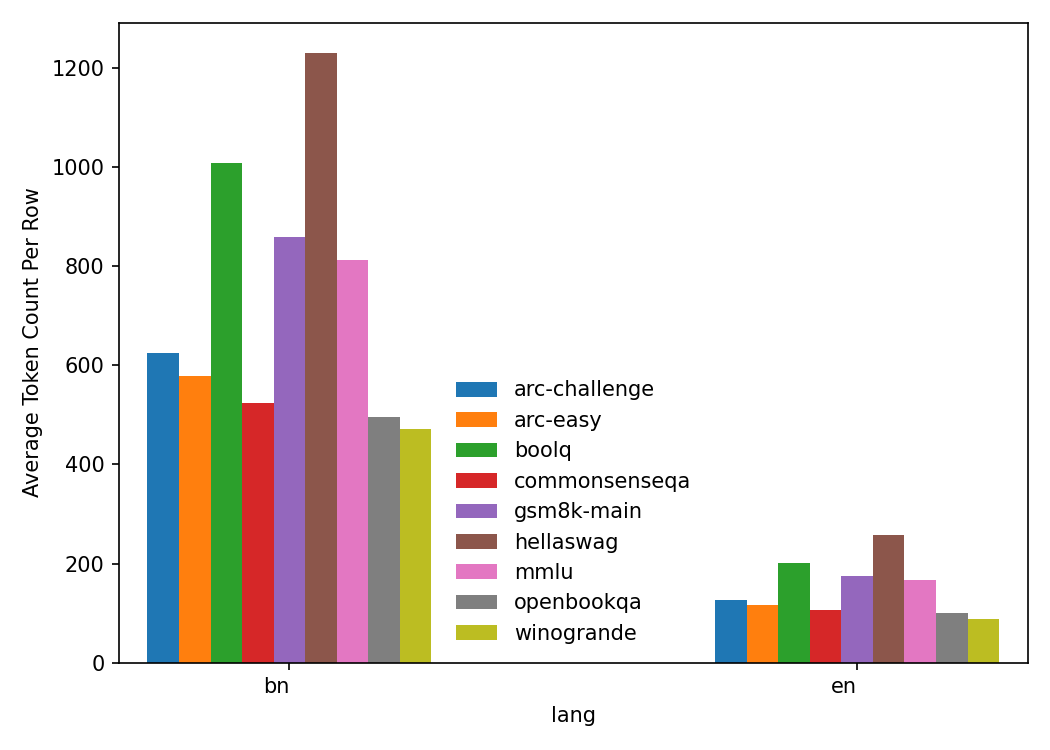 Average Token Count Per Row
1200
1000
800
600
400
200
0
arc-challenge
arc-easy
boolq
commonsenseqa
gsm8k-main
hellaswag
mmlu
openbookqa
winogrande
bn
en
lang